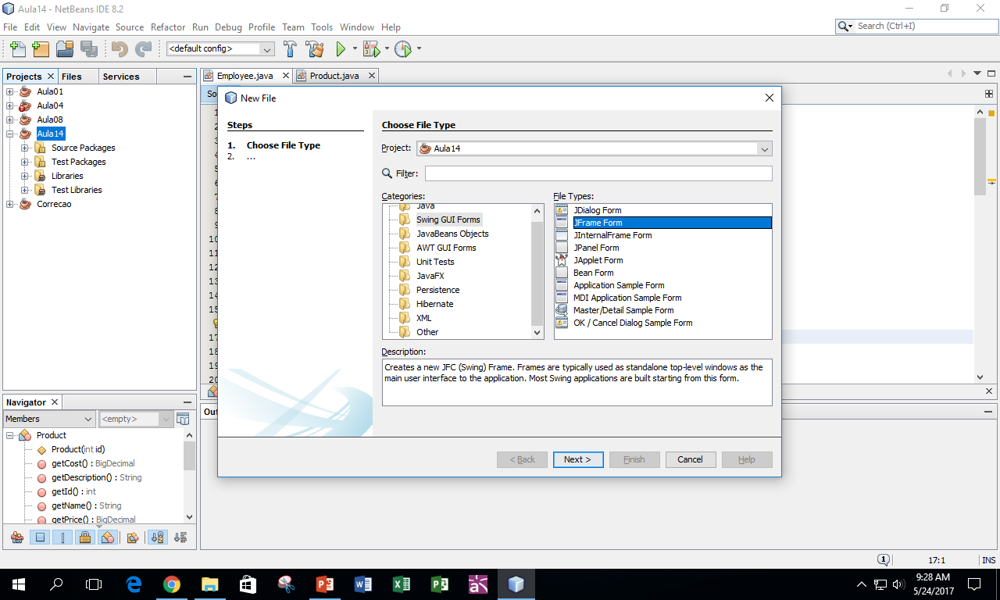 Aula14 - NetBeans IDE 8.2
File Edit View Navigate Source Refactor Run Debug Profile Team Tools Window Help
Search (Ctrl+I)
<default config>
Projects Files Services
Employee.java Product.java
Aula01
Aula04
Aula08
Aula14
Source Packages
Test Packages
Libraries
Test Libraries
Correcao
So
1
2
3
4
5
6
7
8
9
10
11
12
13
14
15
17
18
19
20
New File
Steps
1. Choose File Type
2. ...
Choose File Type
Project: Aula14
Filter:
Categories:
Java
Swing GUI Forms
JavaBeans Objects
AWT GUI Forms
Unit Tests
JavaFX
Persistence
Hibernate
XML
Other
File Types:
JDialog Form
JFrame Form
JInternalFrame Form
JPanel Form
JApplet Form
Bean Form
Application Sample Form
MDI Application Sample Form
Master/Detail Sample Form
OK / Cancel Dialog Sample Form
Description:
Creates a new JFC (Swing) Frame. Frames are typically used as standalone top-level windows as the
main user interface to the application. Most Swing applications are built starting from this form.
< Back Next > Finish Cancel Help
Navigator
Members <empty>
Product
Product(int id)
getCost() : BigDecimal
getDescription() : String
getId() : int
getName() : String
getPrice() : BigDecimal
Out
1 17:1 INS
9:28 AM
5/24/2017